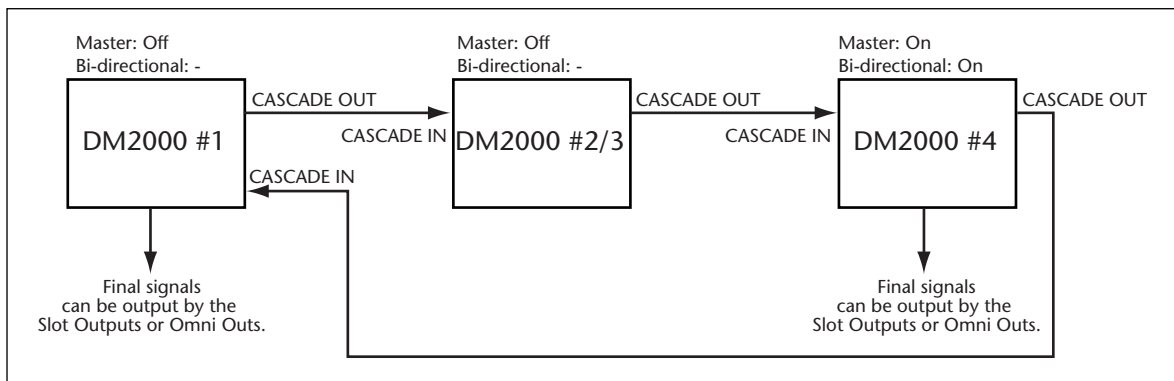 Master: Off
Bi-directional: -
DM2000 #1
CASCADE OUT
CASCADE IN
CASCADE IN
Final signals
can be output by the
Slot Outputs or Omni Outs.
Master: Off
Bi-directional: -
DM2000 #2/3
CASCADE OUT
CASCADE IN
Master: On
Bi-directional: On
DM2000 #4
CASCADE OUT
Final signals
can be output by the
Slot Outputs or Omni Outs.